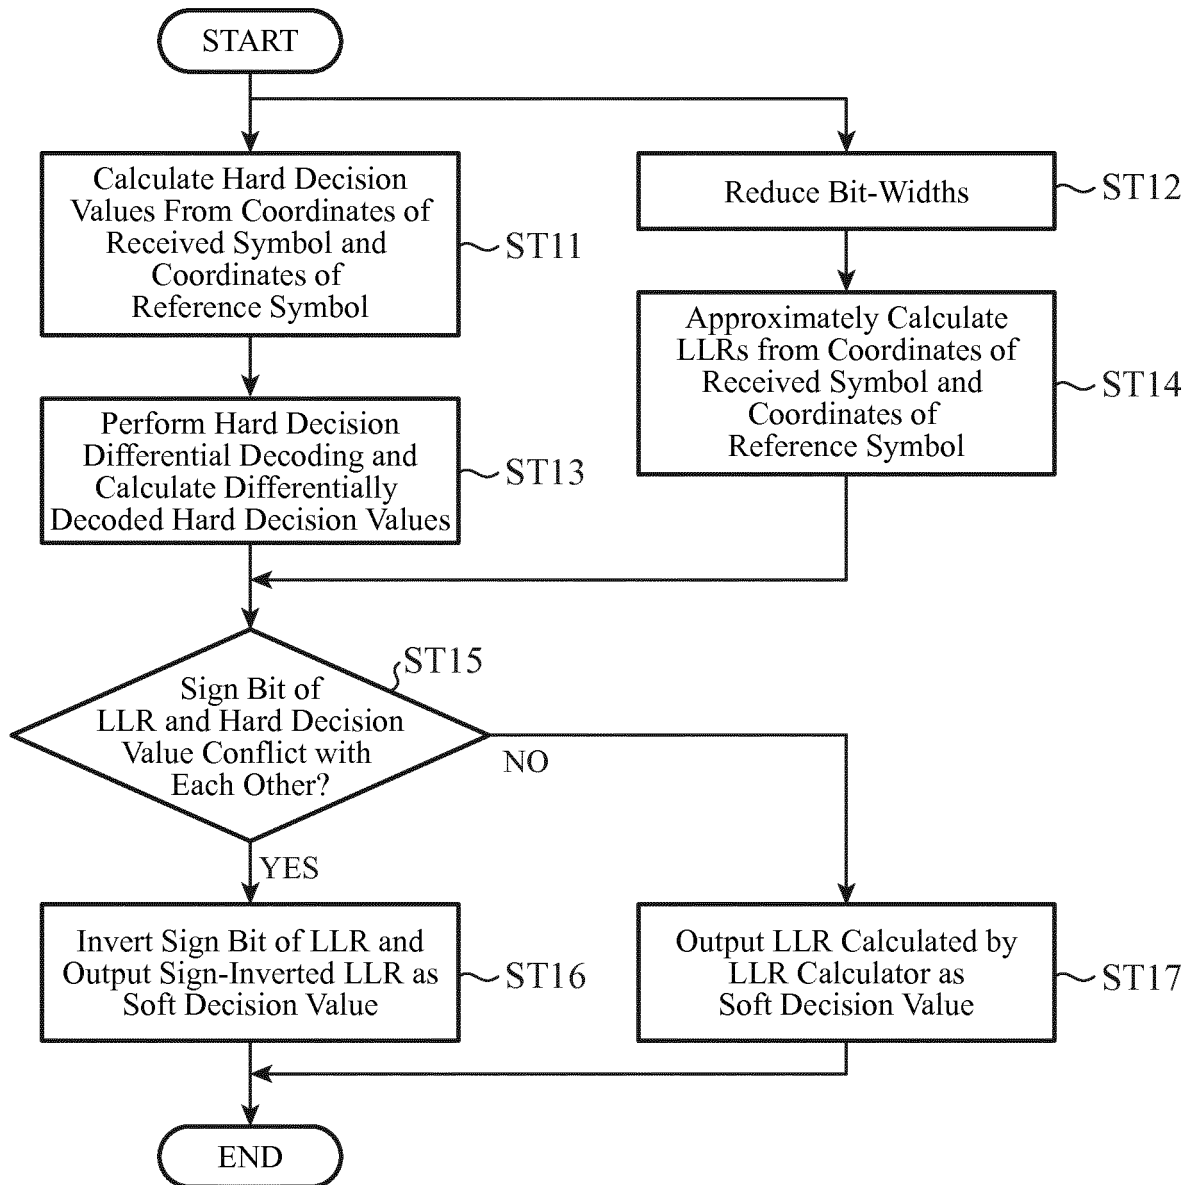 START
Calculate Hard Decision
Values From Coordinates of
Received Symbol and
Coordinates of
Reference Symbol
ST11
Reduce Bit-Widths
ST12
Perform Hard Decision
Differential Decoding and
Calculate Differentially
Decoded Hard Decision Values
ST13
Approximately Calculate
LLRs from Coordinates of
Received Symbol and
Coordinates of
Reference Symbol
ST14
Sign Bit of
LLR and Hard Decision
Value Conflict with
Each Other?
ST15
NO
YES
Invert Sign Bit of LLR and
Output Sign-Inverted LLR as
Soft Decision Value
ST16
Output LLR Calculated by
LLR Calculator as
Soft Decision Value
ST17
END